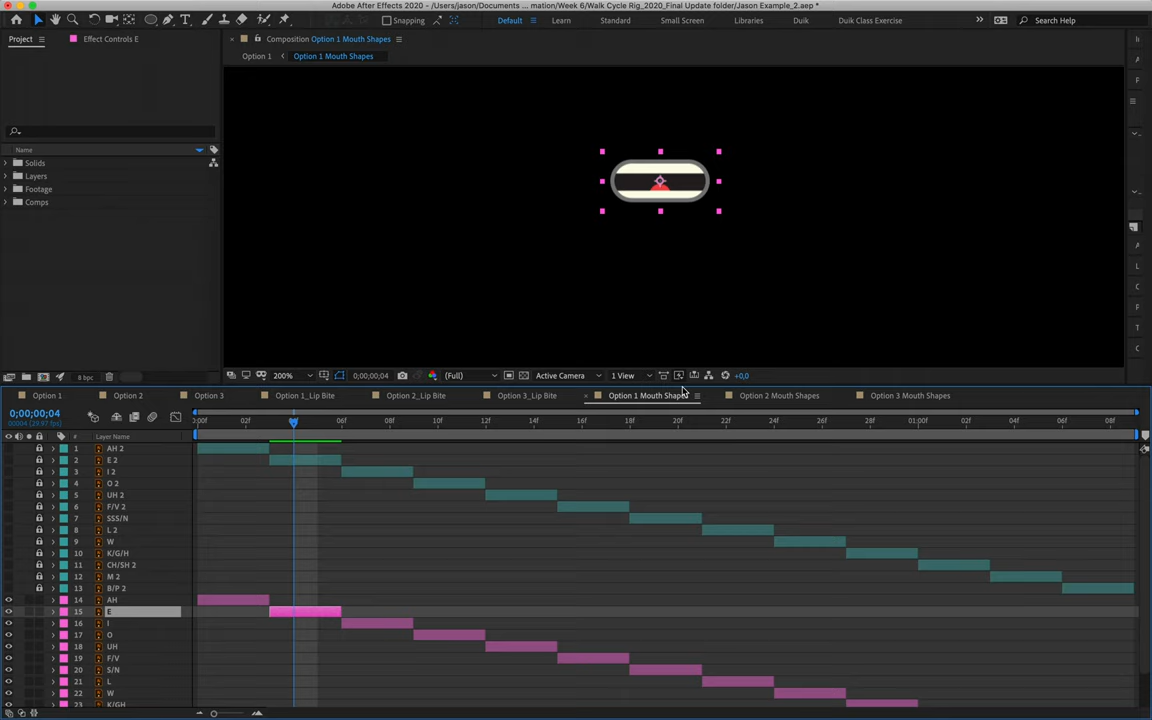 Adobe After Effects 2020 - /Users/jason/Documents ... mation/Week 6/Walk Cycle Rig_2020_Final Update folder/Jason Example_2.aep *
Snapping
Default Learn Standard Small Screen Libraries Duik Duik Class Exercise Search Help
Project Effect Controls E Composition Option 1 Mouth Shapes
Option 1 Option 1 Mouth Shapes
Name
Solids
Layers
Footage
Comps
8 bpc 200% 0;00;00;04 (Full) Active Camera 1 View +0,0
Option 1 Option 2 Option 3 Option 1_Lip Bite Option 2_Lip Bite Option 3_Lip Bite Option 1 Mouth Shapes Option 2 Mouth Shapes Option 3 Mouth Shapes
0;00;00;04
00004 (29.97 fps)
:00f 02f 04f 06f 08f 10f 12f 14f 16f 18f 20f 22f 24f 26f 28f 01:00f 02f 04f 06f 08f
# Layer Name
1 AH 2
2 E 2
3 I 2
4 O 2
5 UH 2
6 F/V 2
7 SSS/N
8 L 2
9 W
10 K/G/H
11 CH/SH 2
12 M 2
13 B/P 2
14 AH
15 E
16 I
17 O
18 UH
19 F/V
20 S/N
21 L
22 W
23 K/GH